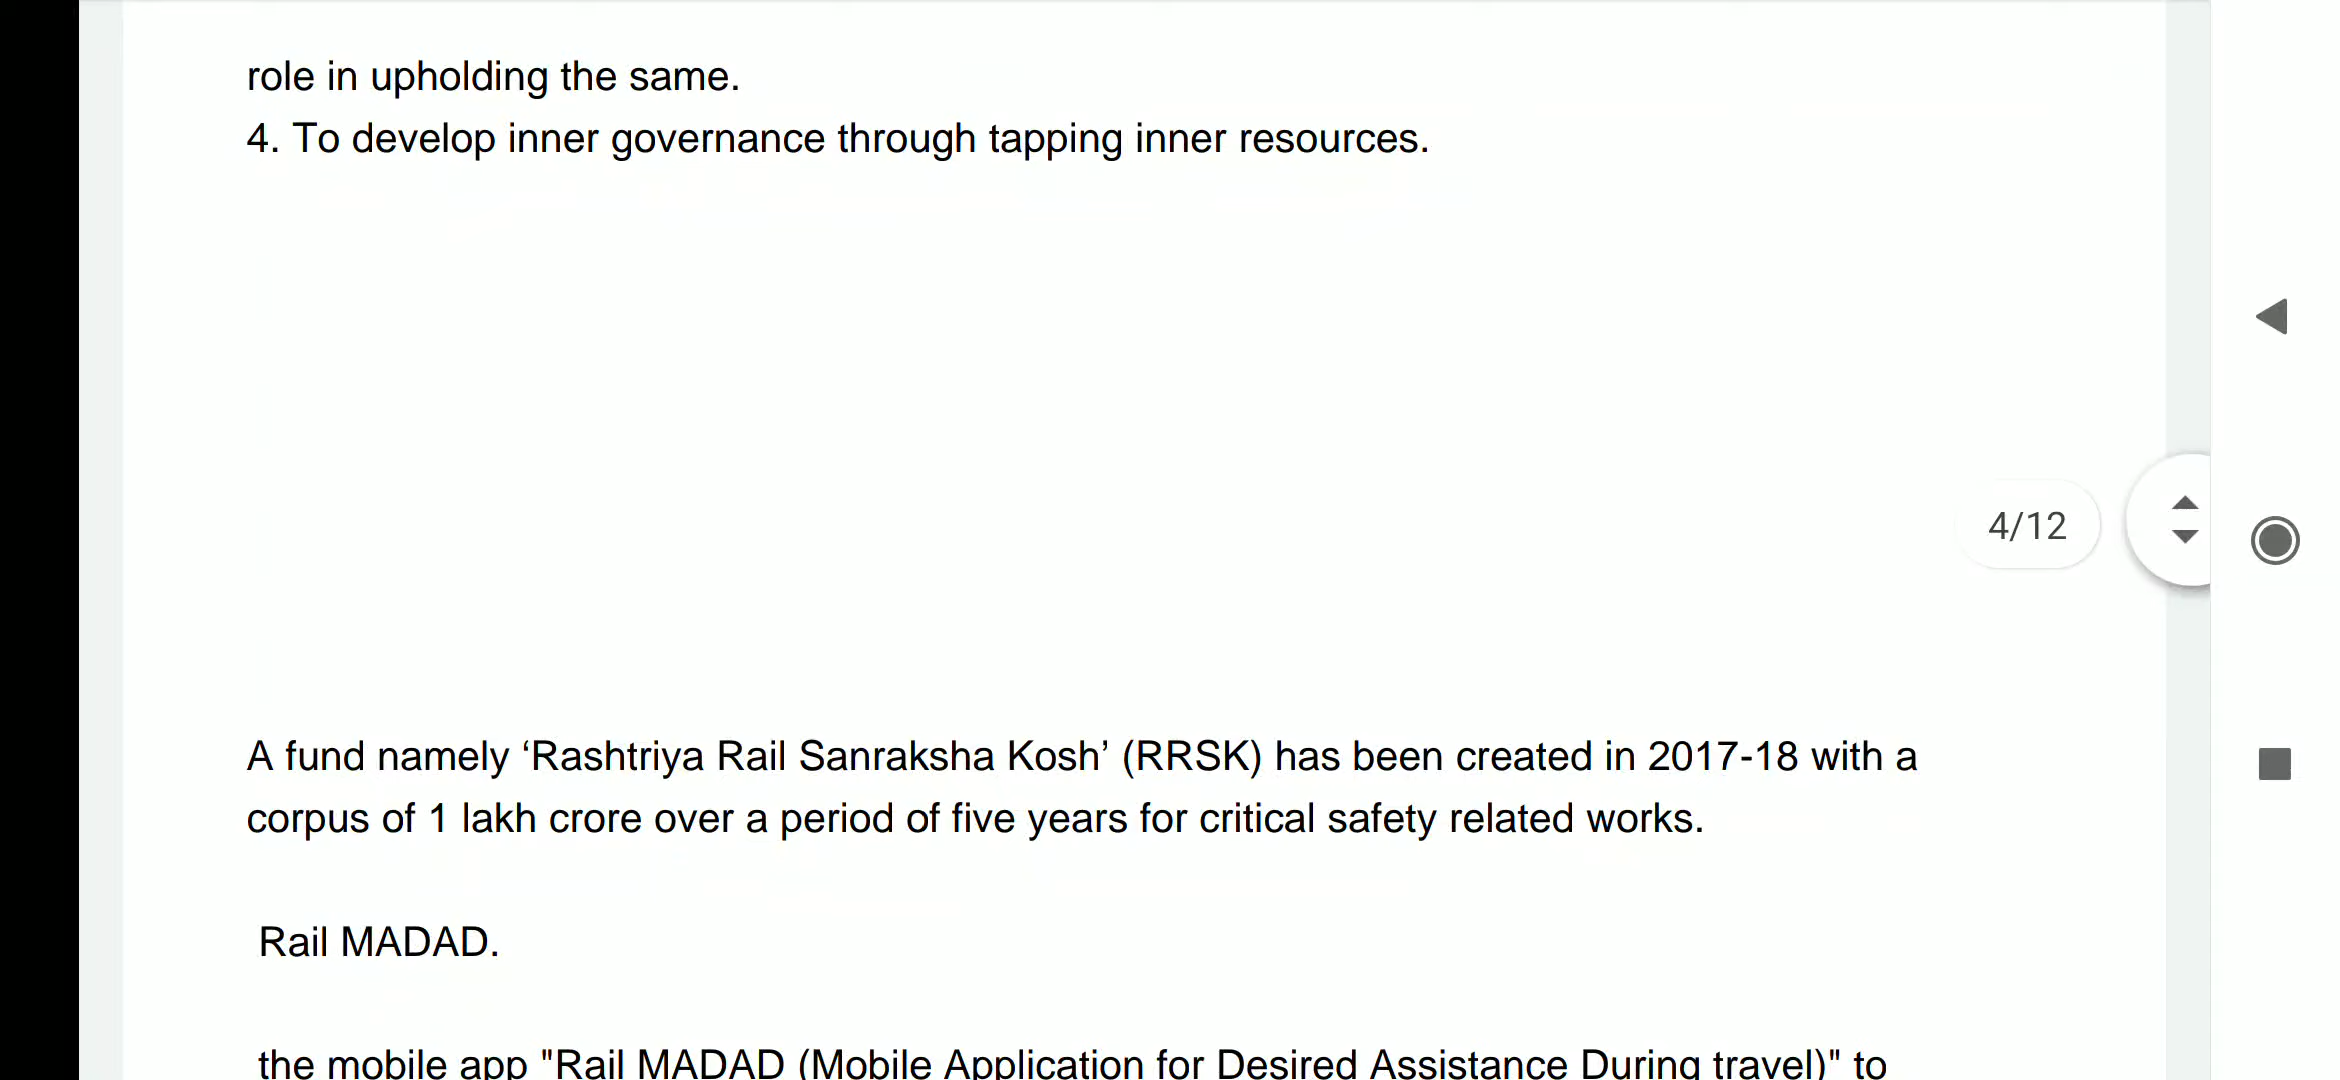 role in upholding the same.
4. To develop inner governance through tapping inner resources.
4/12
A fund namely ‘Rashtriya Rail Sanraksha Kosh’ (RRSK) has been created in 2017-18 with a
corpus of 1 lakh crore over a period of five years for critical safety related works.
Rail MADAD.
the mobile app "Rail MADAD (Mobile Application for Desired Assistance During travel)" to